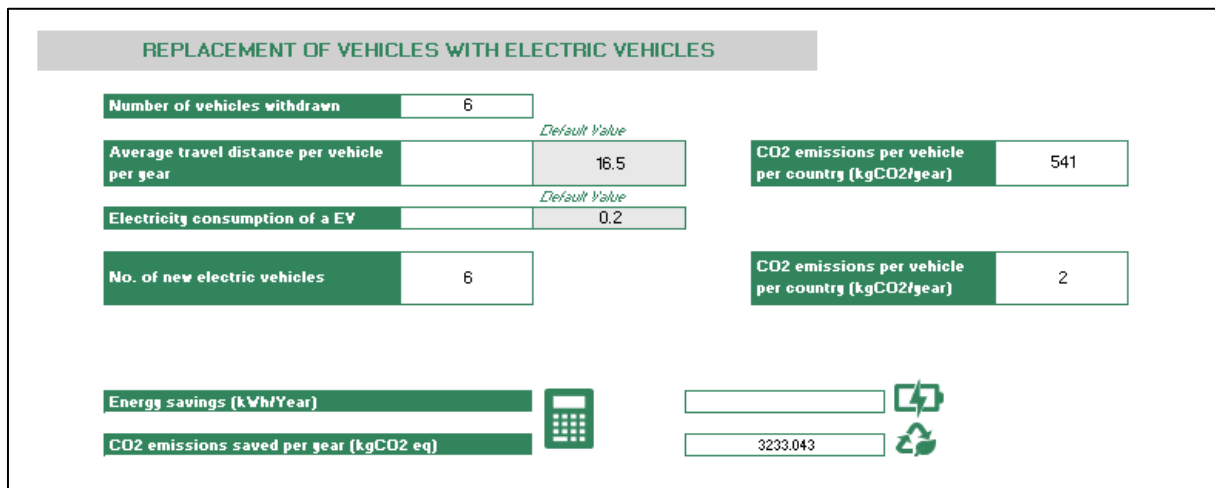 REPLACEMENT OF VEHICLES WITH ELECTRIC VEHICLES
Number of vehicles withdrawn 6
Default Value
Average travel distance per vehicle
per year
16.5
CO2 emissions per vehicle
per country (kgCO2/year)
541
Default Value
Electricity consumption of a EV 0.2
No. of new electric vehicles 6
CO2 emissions per vehicle
per country (kgCO2/year)
2
Energy savings (kWh/Year)
CO2 emissions saved per year (kgCO2 eq) 3233.043